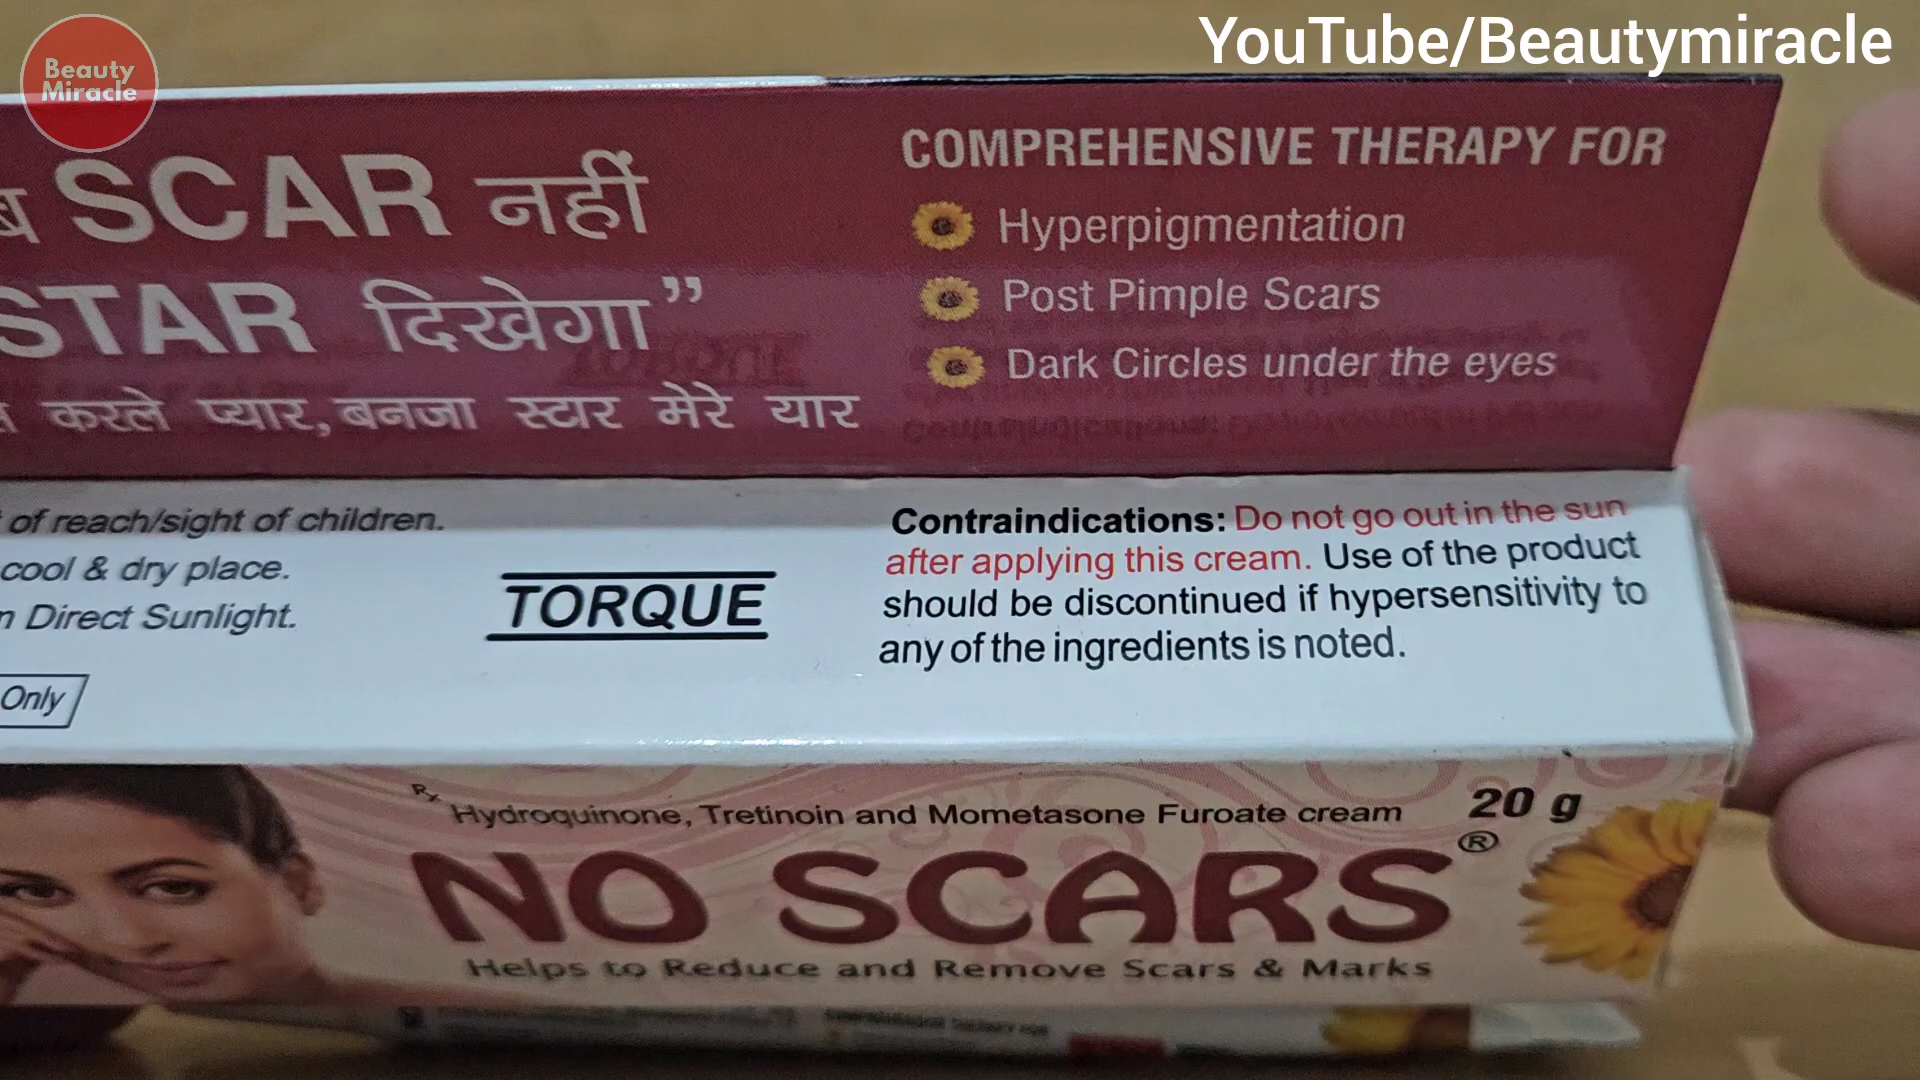 Beauty
Miracle
YouTube/Beautymiracle
SCAR नहीं
STAR दिखेगा”
करले प्यार, बनजा स्टार मेरे यार
COMPREHENSIVE THERAPY FOR
Hyperpigmentation
Post Pimple Scars
Dark Circles under the eyes
of reach/sight of children.
cool & dry place.
Direct Sunlight.
Only
TORQUE
Contraindications: Do not go out in the sun
after applying this cream. Use of the product
should be discontinued if hypersensitivity to
any of the ingredients is noted.
Rx
Hydroquinone, Tretinoin and Mometasone Furoate cream
20 g
NO SCARS®
Helps to Reduce and Remove Scars & Marks